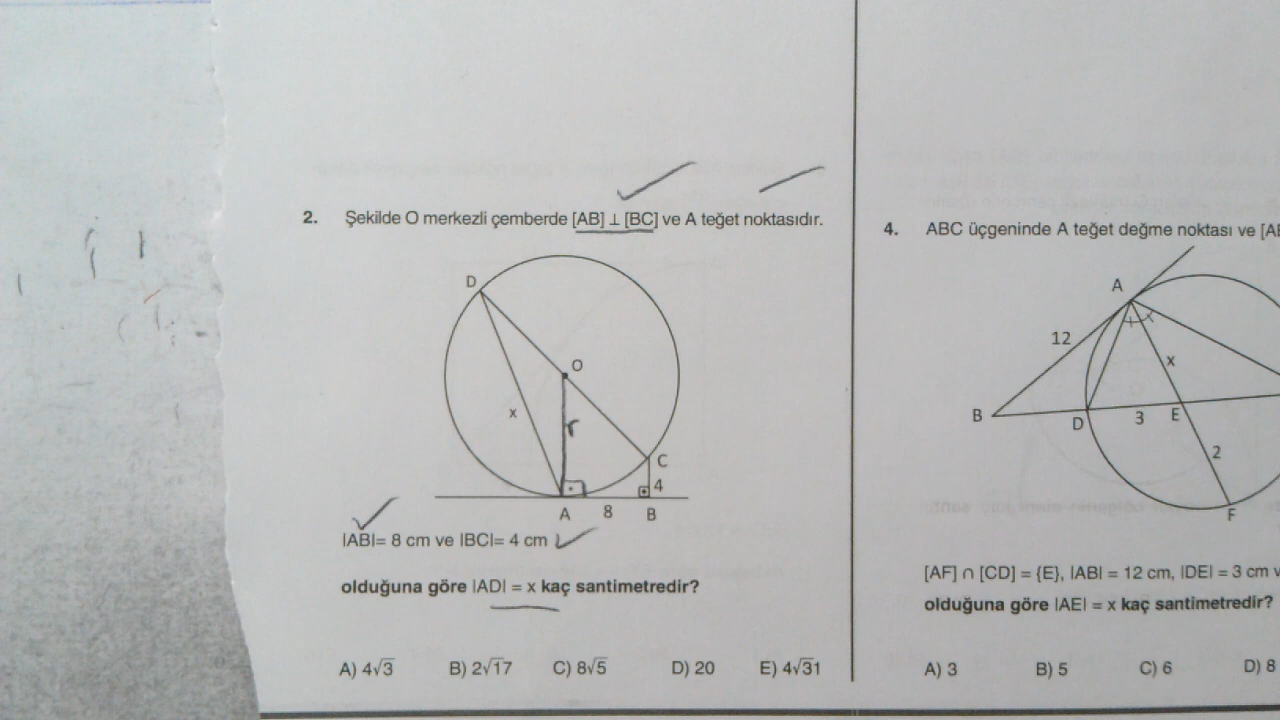 2. Şekilde O merkezli çemberde [AB] ⊥ [BC] ve A teğet noktasıdır.
D
O
x
r
C
4
A 8 B
|AB|= 8 cm ve |BC|= 4 cm
olduğuna göre |AD| = x kaç santimetredir?
A) 4√3 B) 2√17 C) 8√5 D) 20 E) 4√31
4. ABC üçgeninde A teğet değme noktası ve [AB
A
12
x
B
D 3 E
2
F
[AF] ∩ [CD] = {E}, |AB| = 12 cm, |DE| = 3 cm v
olduğuna göre |AE| = x kaç santimetredir?
A) 3 B) 5 C) 6 D) 8